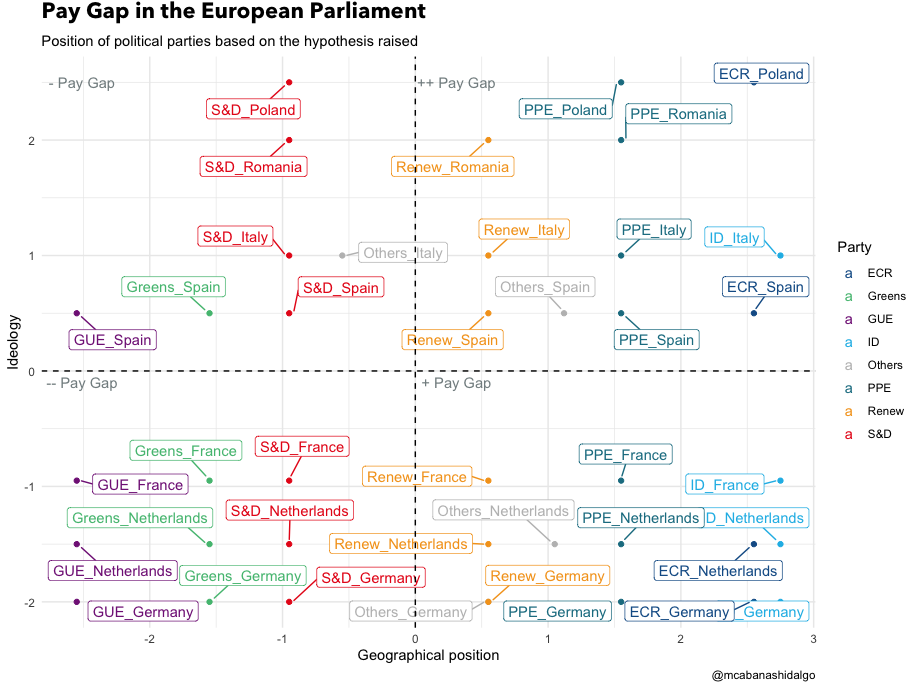 Pay Gap in the European Parliament
Position of political parties based on the hypothesis raised
- Pay Gap
++ Pay Gap
ECR_Poland
S&D_Poland
PPE_Poland
PPE_Romania
2
S&D_Romania
Renew_Romania
S&D_Italy
Renew_Italy
PPE_Italy
ID_Italy
Others_Italy
1
Greens_Spain
S&D_Spain
Others_Spain
ECR_Spain
GUE_Spain
Renew_Spain
PPE_Spain
Ideology
0
-- Pay Gap
+ Pay Gap
S&D_France
Greens_France
PPE_France
Renew_France
GUE_France
ID_France
-1
S&D_Netherlands
Others_Netherlands
Greens_Netherlands
PPE_Netherlands
D_Netherlands
Renew_Netherlands
GUE_Netherlands
ECR_Netherlands
Greens_Germany
S&D_Germany
Renew_Germany
-2
GUE_Germany
Others_Germany
PPE_Germany
ECR_Germany
Germany
-2
-1
0
1
2
3
Geographical position
Party
a ECR
a Greens
a GUE
a ID
a Others
a PPE
a Renew
a S&D
@mcabanashidalgo